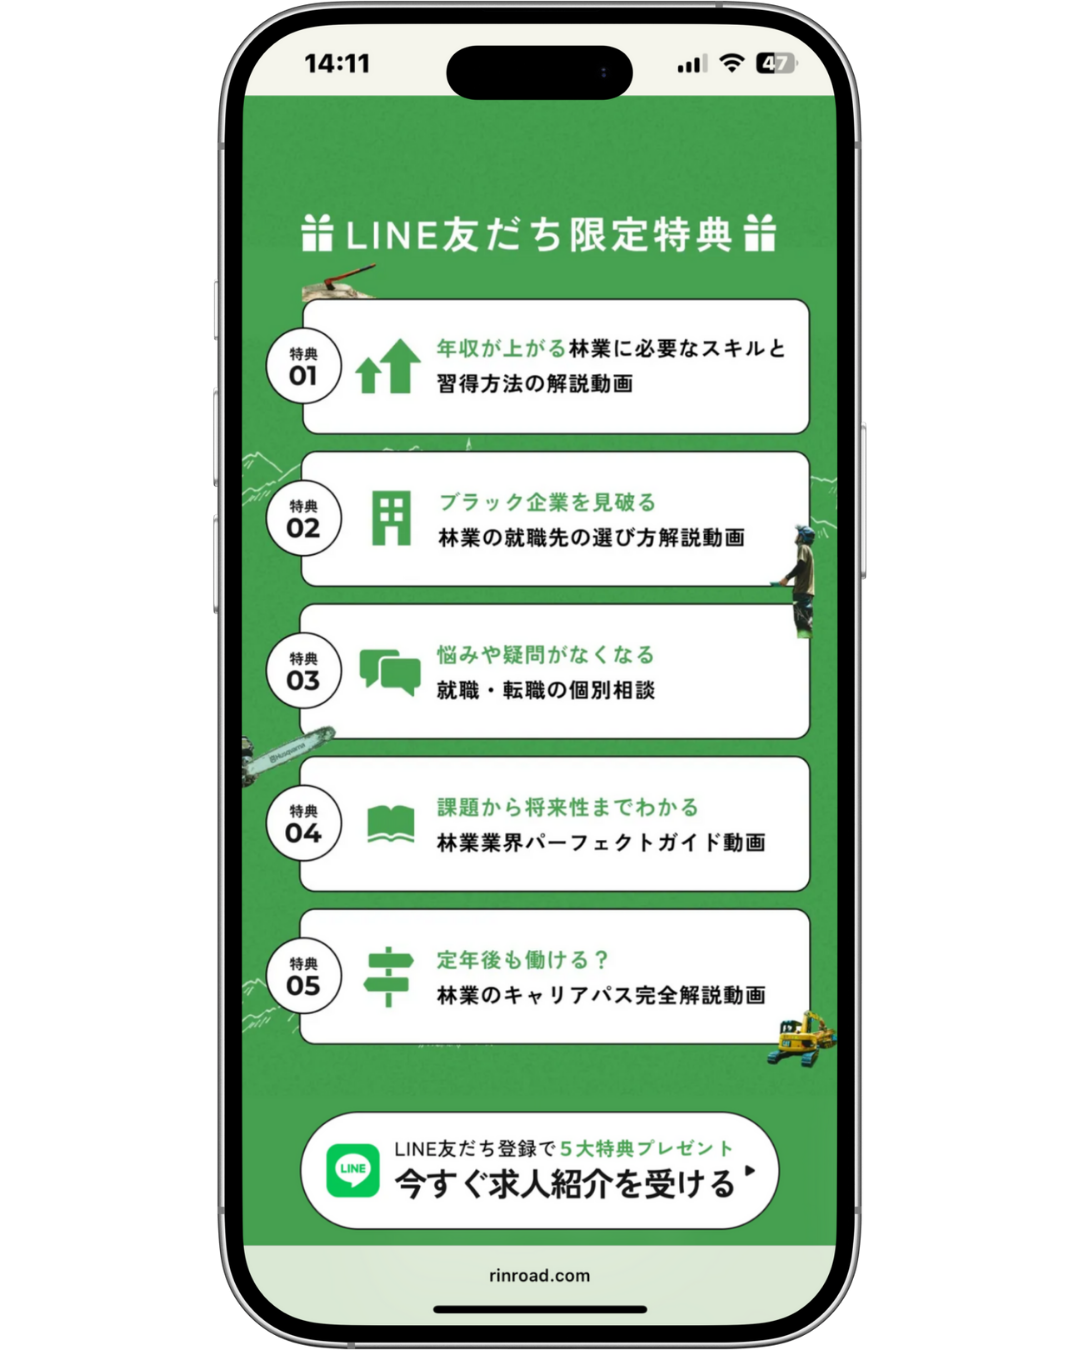 14:11
47
LINE友だち限定特典
特典
01
年収が上がる林業に必要なスキルと
習得方法の解説動画
特典
02
ブラック企業を見破る
林業の就職先の選び方解説動画
特典
03
悩みや疑問がなくなる
就職・転職の個別相談
Husqvarna
特典
04
課題から将来性までわかる
林業業界パーフェクトガイド動画
特典
05
定年後も働ける？
林業のキャリアパス完全解説動画
LINE
LINE友だち登録で５大特典プレゼント
今すぐ求人紹介を受ける
rinroad.com